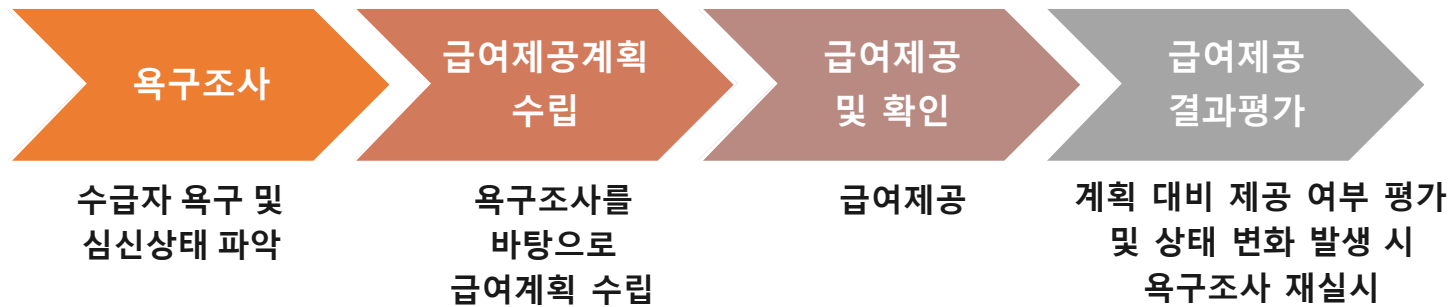 욕구조사
급여제공계획
수립
급여제공
및 확인
급여제공
결과평가
수급자 욕구 및
심신상태 파악
욕구조사를
바탕으로
급여계획 수립
급여제공
계획 대비 제공 여부 평가
및 상태 변화 발생 시
욕구조사 재실시